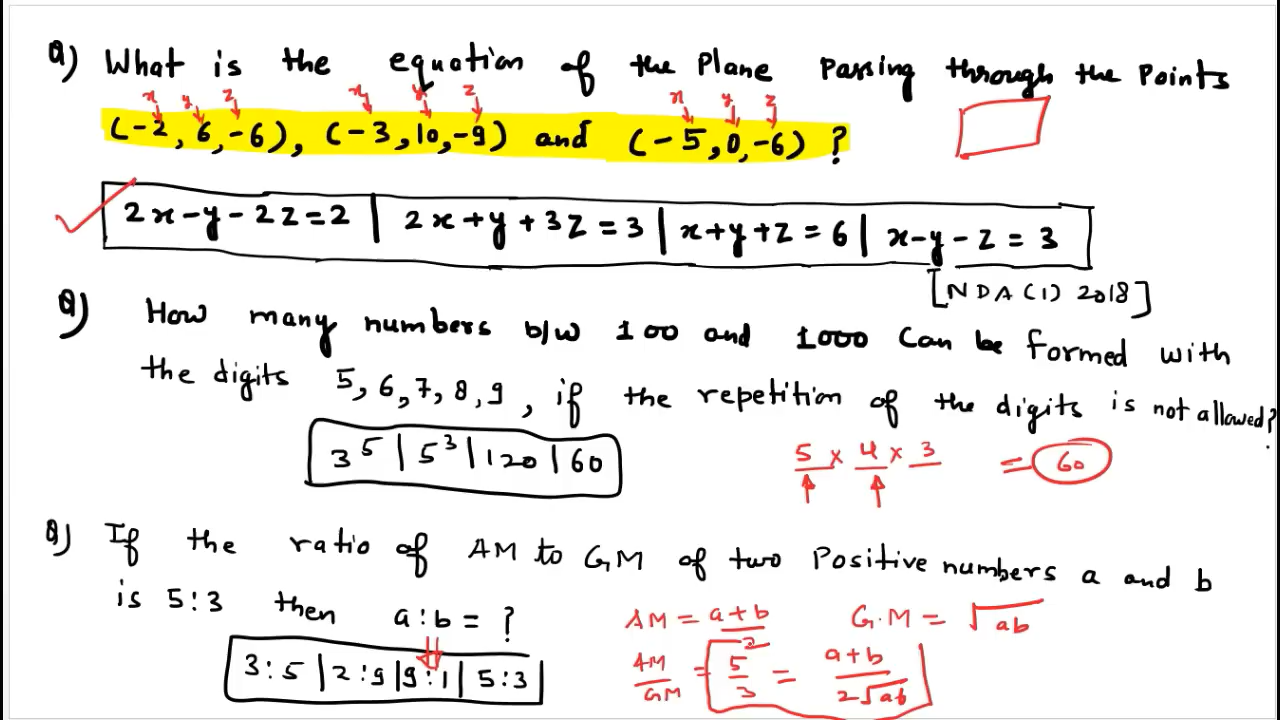 Q) What is the equation of the Plane Passing through the Points
x y z x y z x y z
(-2, 6, -6), (-3, 10, -9) and (-5, 0, -6) ?
2x-y-2z=2 | 2x+y+3z=3 | x+y+z=6 | x-y-z=3
[NDA (1) 2018]
Q) How many numbers b/w 100 and 1000 Can be formed with
the digits 5, 6, 7, 8, 9, if the repetition of the digits is not allowed?
3^5 | 5^3 | 120 | 60
5 x 4 x 3 = 60
Q) If the ratio of AM to GM of two Positive numbers a and b
is 5:3 then a:b = ?
AM = a+b/2 G.M = √ab
3:5 | 2:9 | 9:1 | 5:3
AM/GM = 5/3 = a+b/2√ab